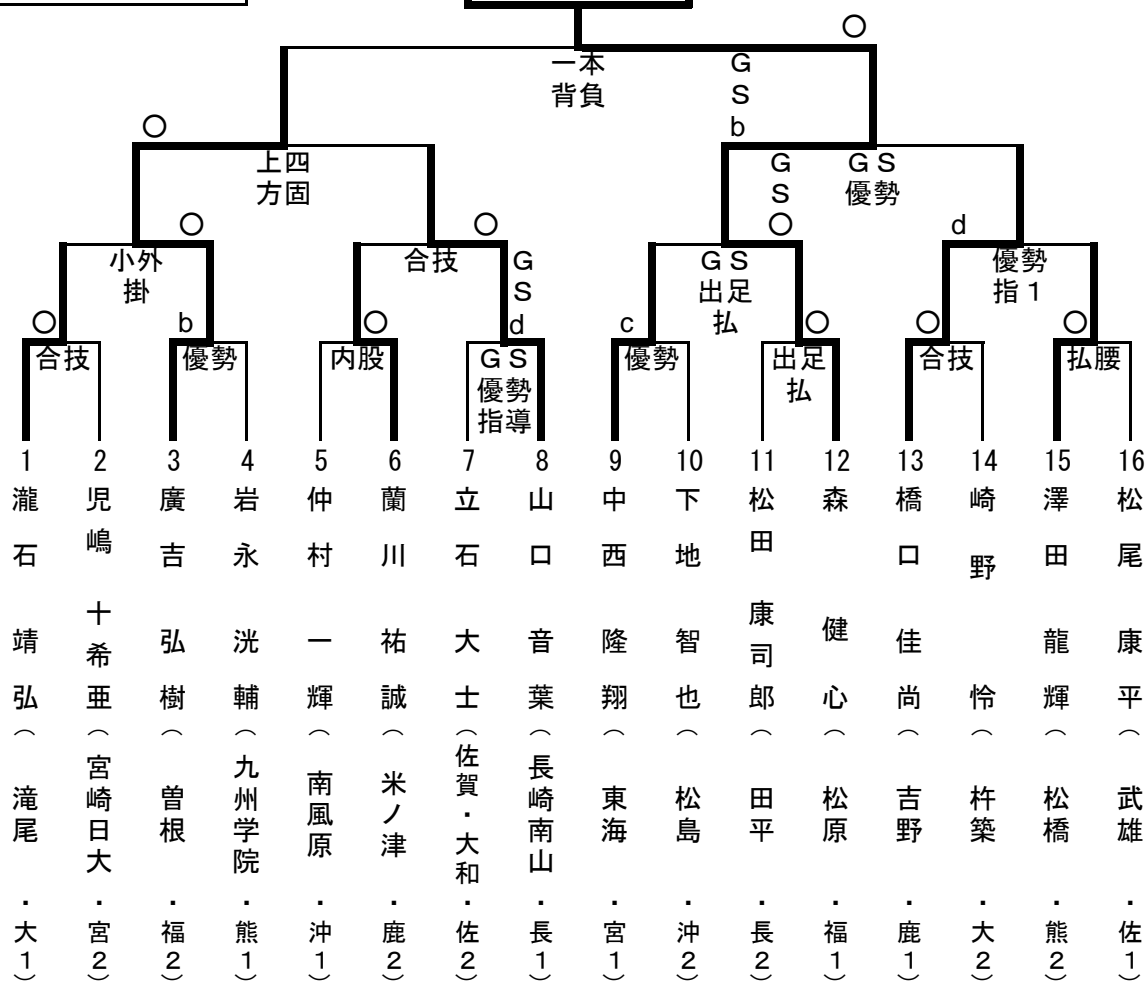 ○
一本
背負
GSb
○
上四
方固
GS
GS
優勢
○
○
○
d
小外
掛
合技
GSd
GS
出足
払
優勢
指1
○
b
○
c
○
○
○
合技
優勢
内股
GS
優勢
指導
優勢
出足
払
合技
払腰
1 2 3 4 5 6 7 8 9 10 11 12 13 14 15 16
瀧石 靖弘(滝尾・大1)
児嶋 十希亜(宮崎日大・宮2)
廣吉 弘樹(曽根・福2)
岩永 洸輔(九州学院・熊1)
仲村 一輝(南風原・沖1)
蘭川 祐誠(米ノ津・鹿2)
立石 大士(佐賀・大和・佐2)
山口 音葉(長崎南山・長1)
中西 隆翔(東海・宮1)
下地 智也(松島・沖2)
松田 康司郎(田平・長2)
森 健心(松原・福1)
橋口 佳尚(吉野・鹿1)
崎野 怜(杵築・大2)
澤田 龍輝(松橋・熊2)
松尾 康平(武雄・佐1)